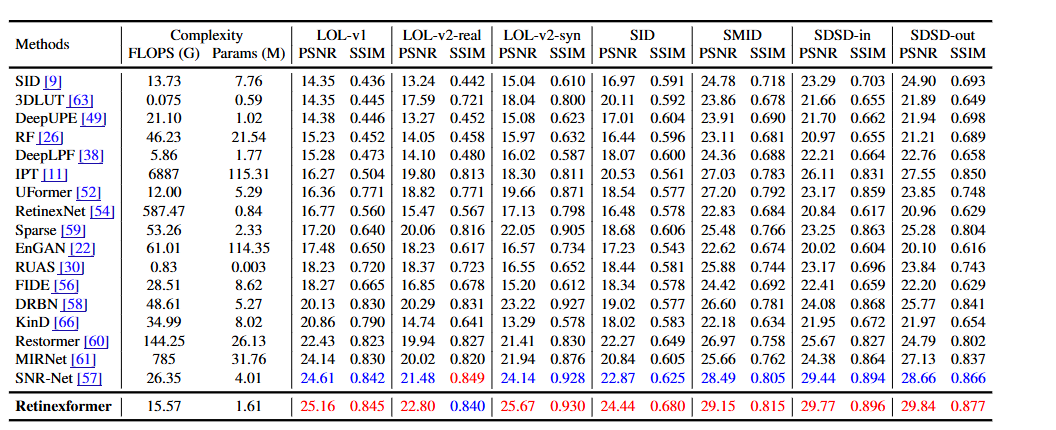 Methods Complexity LOL-v1 LOL-v2-real LOL-v2-syn SID SMID SDSD-in SDSD-out
FLOPS (G) Params (M) PSNR SSIM PSNR SSIM PSNR SSIM PSNR SSIM PSNR SSIM PSNR SSIM PSNR SSIM
SID [9] 13.73 7.76 14.35 0.436 13.24 0.442 15.04 0.610 16.97 0.591 24.78 0.718 23.29 0.703 24.90 0.693
3DLUT [63] 0.075 0.59 14.35 0.445 17.59 0.721 18.04 0.800 20.11 0.592 23.86 0.678 21.66 0.655 21.89 0.649
DeepUPE [49] 21.10 1.02 14.38 0.446 13.27 0.452 15.08 0.623 17.01 0.604 23.91 0.690 21.70 0.662 21.94 0.698
RF [26] 46.23 21.54 15.23 0.452 14.05 0.458 15.97 0.632 16.44 0.596 23.11 0.681 20.97 0.655 21.21 0.689
DeepLPF [38] 5.86 1.77 15.28 0.473 14.10 0.480 16.02 0.587 18.07 0.600 24.36 0.688 22.21 0.664 22.76 0.658
IPT [11] 6887 115.31 16.27 0.504 19.80 0.813 18.30 0.811 20.53 0.561 27.03 0.783 26.11 0.831 27.55 0.850
UFormer [52] 12.00 5.29 16.36 0.771 18.82 0.771 19.66 0.871 18.54 0.577 27.20 0.792 23.17 0.859 23.85 0.748
RetinexNet [54] 587.47 0.84 16.77 0.560 15.47 0.567 17.13 0.798 16.48 0.578 22.83 0.684 20.84 0.617 20.96 0.629
Sparse [59] 53.26 2.33 17.20 0.640 20.06 0.816 22.05 0.905 18.68 0.606 25.48 0.766 23.25 0.863 25.28 0.804
EnGAN [22] 61.01 114.35 17.48 0.650 18.23 0.617 16.57 0.734 17.23 0.543 22.62 0.674 20.02 0.604 20.10 0.616
RUAS [30] 0.83 0.003 18.23 0.720 18.37 0.723 16.55 0.652 18.44 0.581 25.88 0.744 23.17 0.696 23.84 0.743
FIDE [56] 28.51 8.62 18.27 0.665 16.85 0.678 15.20 0.612 18.34 0.578 24.42 0.692 22.41 0.659 22.20 0.629
DRBN [58] 48.61 5.27 20.13 0.830 20.29 0.831 23.22 0.927 19.02 0.577 26.60 0.781 24.08 0.868 25.77 0.841
KinD [66] 34.99 8.02 20.86 0.790 14.74 0.641 13.29 0.578 18.02 0.583 22.18 0.634 21.95 0.672 21.97 0.654
Restormer [60] 144.25 26.13 22.43 0.823 19.94 0.827 21.41 0.830 22.27 0.649 26.97 0.758 25.67 0.827 24.79 0.802
MIRNet [61] 785 31.76 24.14 0.830 20.02 0.820 21.94 0.876 20.84 0.605 25.66 0.762 24.38 0.864 27.13 0.837
SNR-Net [57] 26.35 4.01 24.61 0.842 21.48 0.849 24.14 0.928 22.87 0.625 28.49 0.805 29.44 0.894 28.66 0.866
Retinexformer 15.57 1.61 25.16 0.845 22.80 0.840 25.67 0.930 24.44 0.680 29.15 0.815 29.77 0.896 29.84 0.877